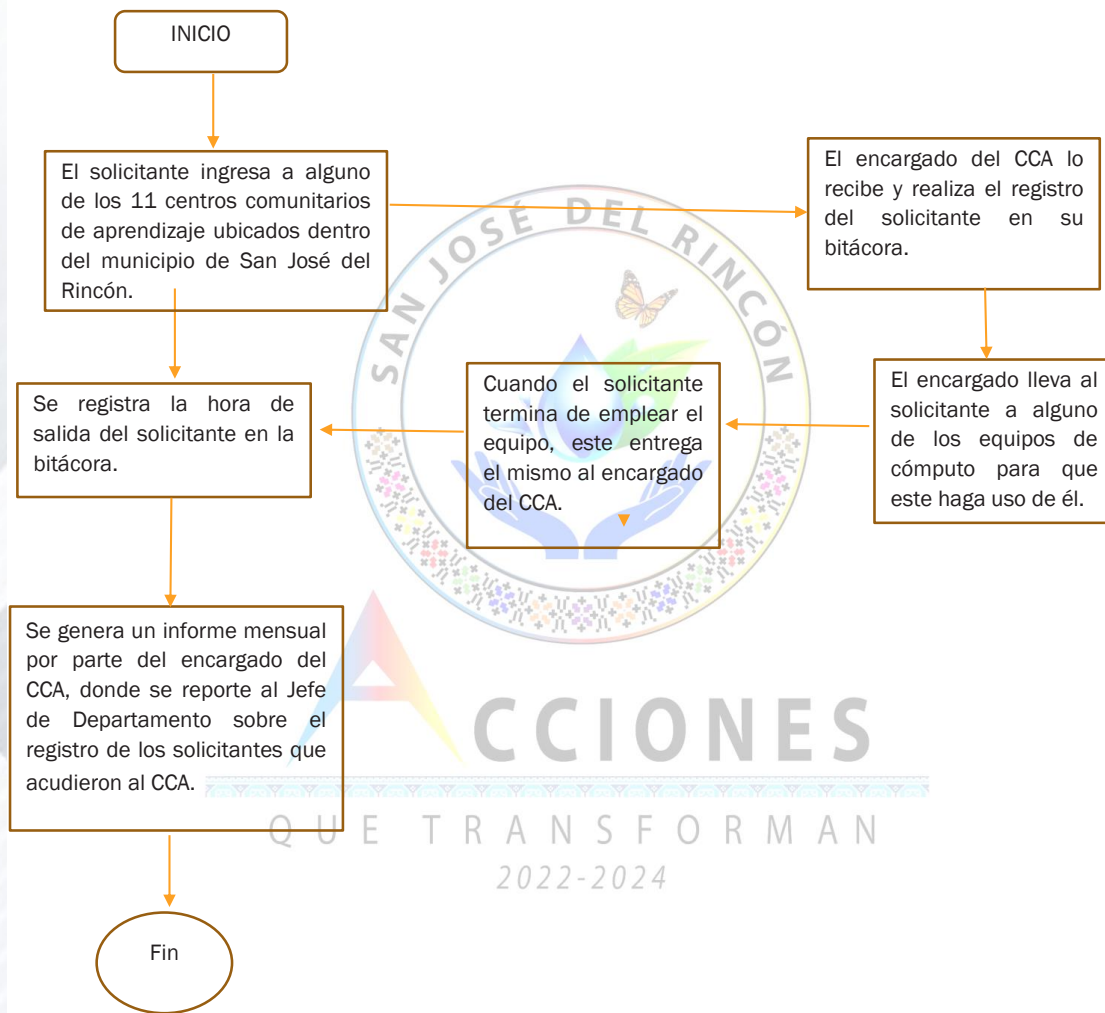 INICIO
El solicitante ingresa a alguno
de los 11 centros comunitarios
de aprendizaje ubicados dentro
del municipio de San José del
Rincón.
El encargado del CCA lo
recibe y realiza el registro
del solicitante en su
bitácora.
El encargado lleva al
solicitante a alguno
de los equipos de
cómputo para que
este haga uso de él.
Cuando el solicitante
termina de emplear el
equipo, este entrega
el mismo al encargado
del CCA.
Se registra la hora de
salida del solicitante en la
bitácora.
Se genera un informe mensual
por parte del encargado del
CCA, donde se reporte al Jefe
de Departamento sobre el
registro de los solicitantes que
acudieron al CCA.
Fin
SAN JOSÉ DEL RINCÓN
ACCIONES
QUE TRANSFORMAN
2022-2024